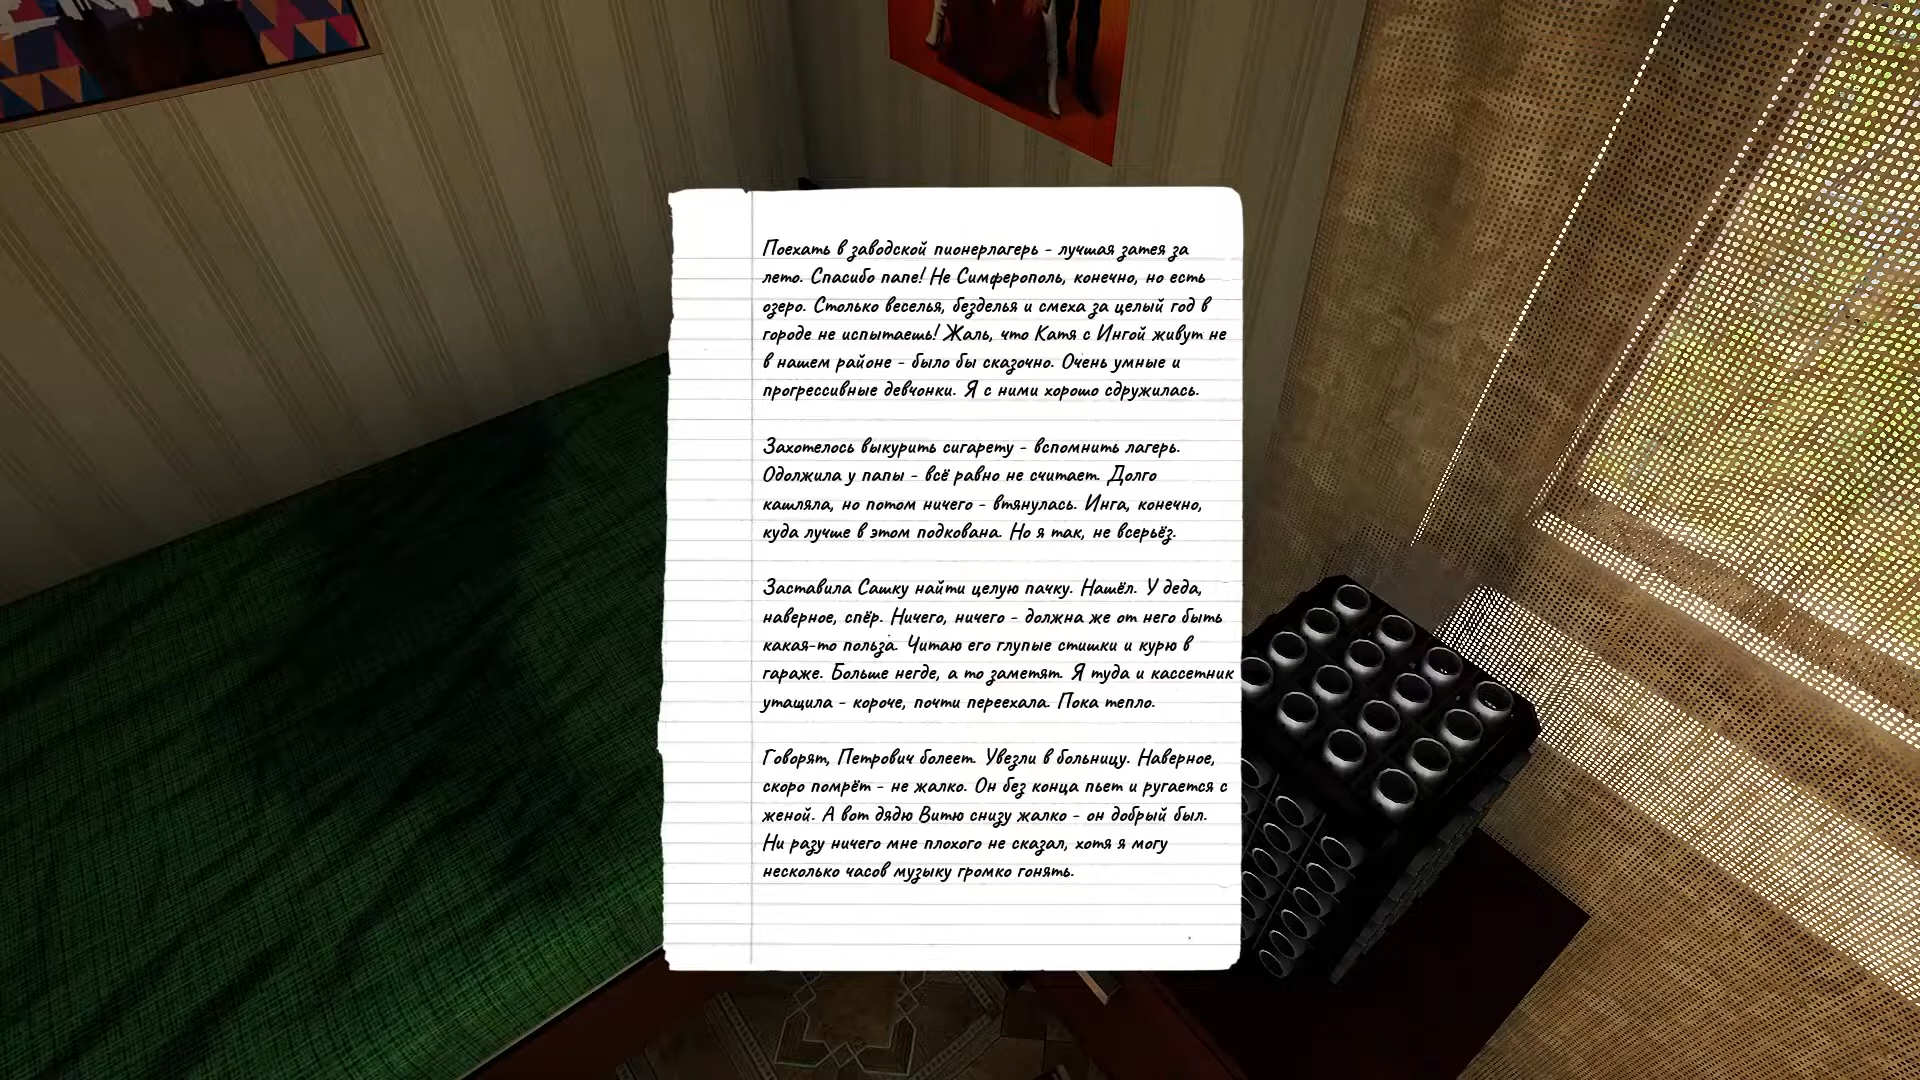 Поехать в заводской пионерлагерь - лучшая затея за
лето. Спасибо папе! Не Симферополь, конечно, но есть
озеро. Столько веселья, безделья и смеха за целый год в
городе не испытаешь! Жаль, что Катя с Ингой живут не
в нашем районе - было бы сказочно. Очень умные и
прогрессивные девчонки. Я с ними хорошо сдружилась.
Захотелось выкурить сигарету - вспомнить лагерь.
Одолжила у папы - всё равно не считает. Долго
кашляла, но потом ничего - втянулась. Инга, конечно,
куда лучше в этом подкована. Но я так, не всерьёз.
Заставила Сашку найти целую пачку. Нашёл. У деда,
наверное, спёр. Ничего, ничего - должна же от него быть
какая-то польза. Читаю его глупые стишки и курю в
гараже. Больше негде, а то заметят. Я туда и кассетник
утащила - короче, почти переехала. Пока тепло.
Говорят, Петрович болеет. Увезли в больницу. Наверное,
скоро помрёт - не жалко. Он без конца пьет и ругается с
женой. А вот дядю Витю снизу жалко - он добрый был.
Ни разу ничего мне плохого не сказал, хотя я могу
несколько часов музыку громко гонять.